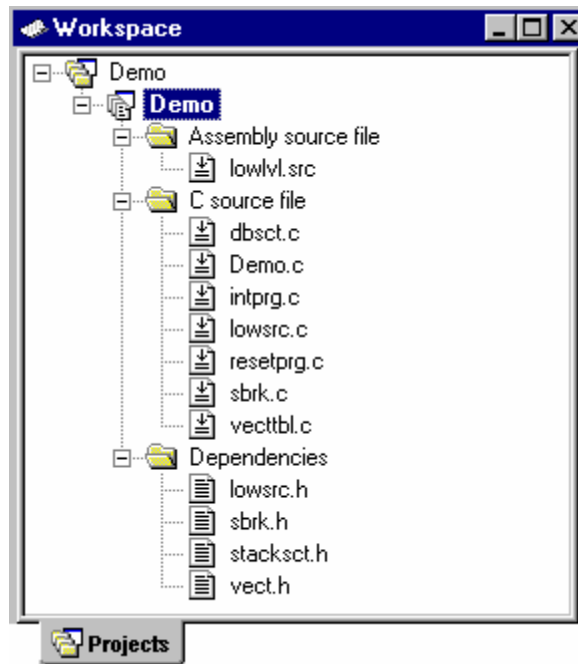 Workspace
Demo
Demo
Assembly source file
lowlvl.src
C source file
dbsct.c
Demo.c
intprg.c
lowsrc.c
resetprg.c
sbrk.c
vecttbl.c
Dependencies
lowsrc.h
sbrk.h
stacksct.h
vect.h
Projects